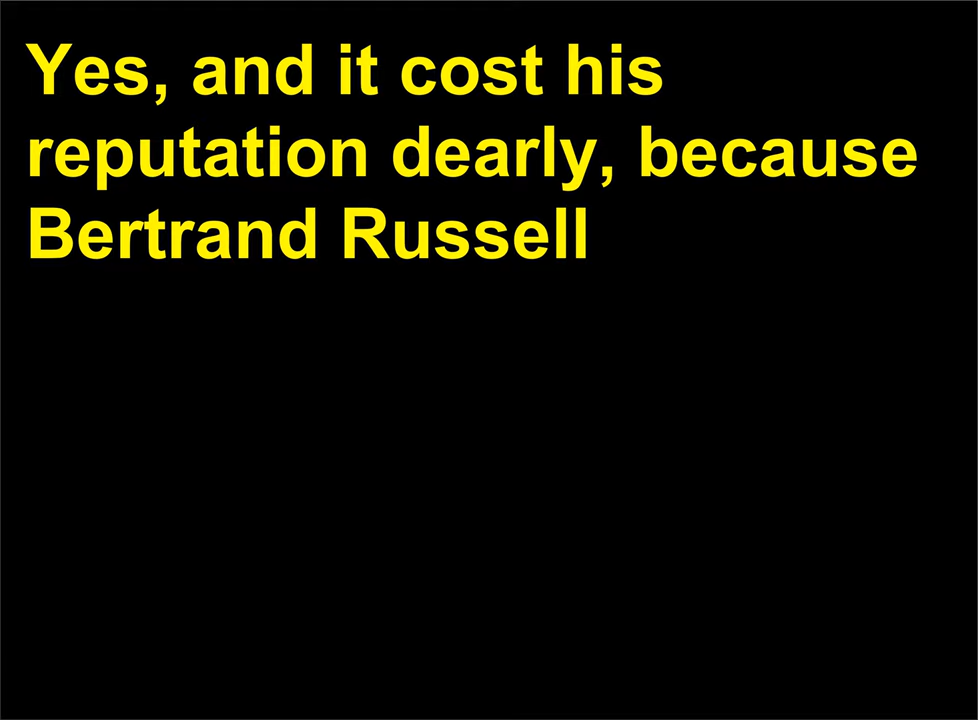 Yes, and it cost his
reputation dearly, because
Bertrand Russell